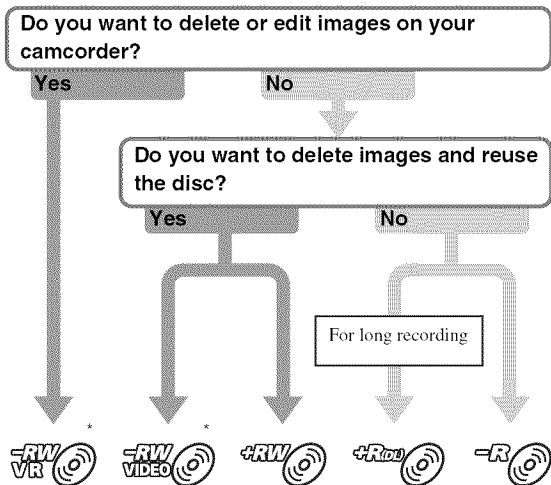 Do you want to delete or edit images on your
camcorder?
Yes
No
Do you want to delete images and reuse
the disc?
Yes
No
For long recording
* *
-RW
VR
-RW
VIDEO
+RW
+R(DL)
-R